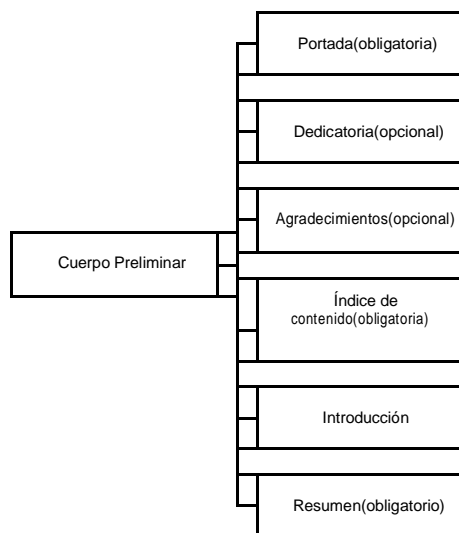 Portada(obligatoria)
Dedicatoria(opcional)
Agradecimientos(opcional)
Cuerpo Preliminar
Índice de
contenido(obligatoria)
Introducción
Resumen(obligatorio)